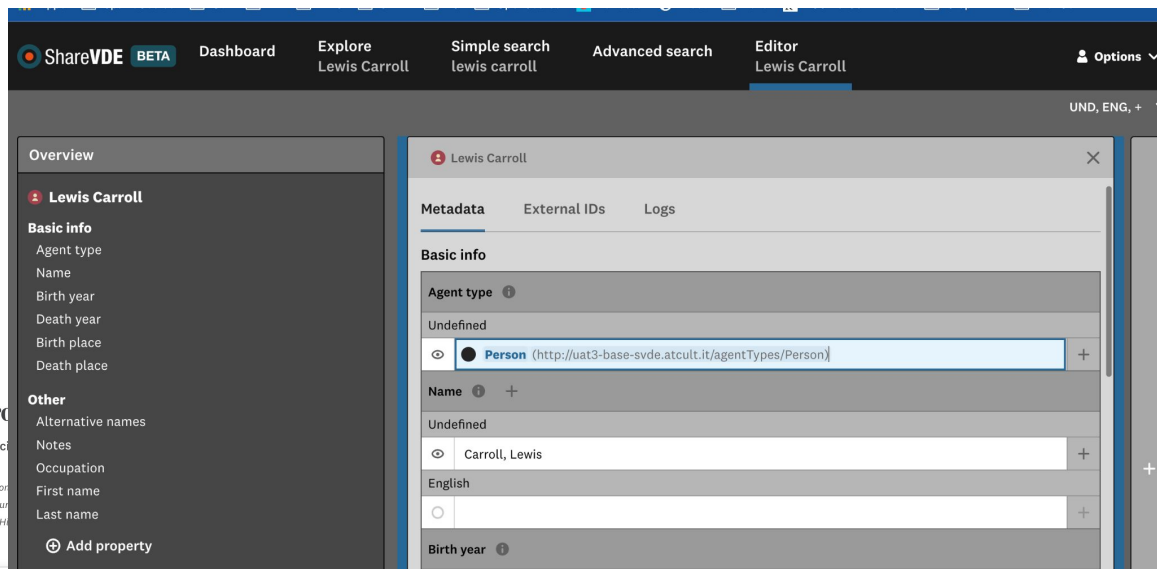 ShareVDE BETA
Dashboard
Explore
Lewis Carroll
Simple search
lewis carroll
Advanced search
Editor
Lewis Carroll
Options
UND, ENG, +
Overview
Lewis Carroll
Basic info
Agent type
Name
Birth year
Death year
Birth place
Death place
Other
Alternative names
Notes
Occupation
First name
Last name
Add property
Lewis Carroll
Metadata External IDs Logs
Basic info
Agent type
Undefined
Person (http://uat3-base-svde.atcult.it/agentTypes/Person)
Name +
Undefined
Carroll, Lewis
English
Birth year